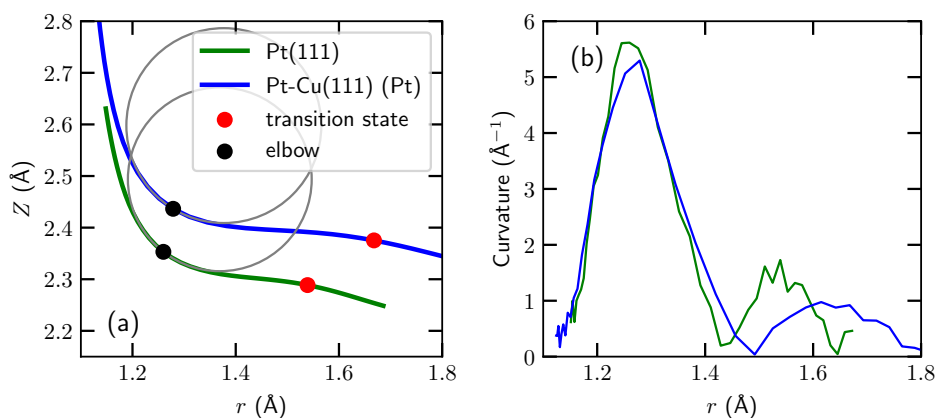 2.8
2.7
2.6
2.5
2.4
2.3
2.2
Z (Å)
Pt(111)
Pt-Cu(111) (Pt)
transition state
elbow
(a)
1.2 1.4 1.6 1.8
r (Å)
6
5
4
3
2
1
0
Curvature (Å⁻¹)
(b)
1.2 1.4 1.6 1.8
r (Å)